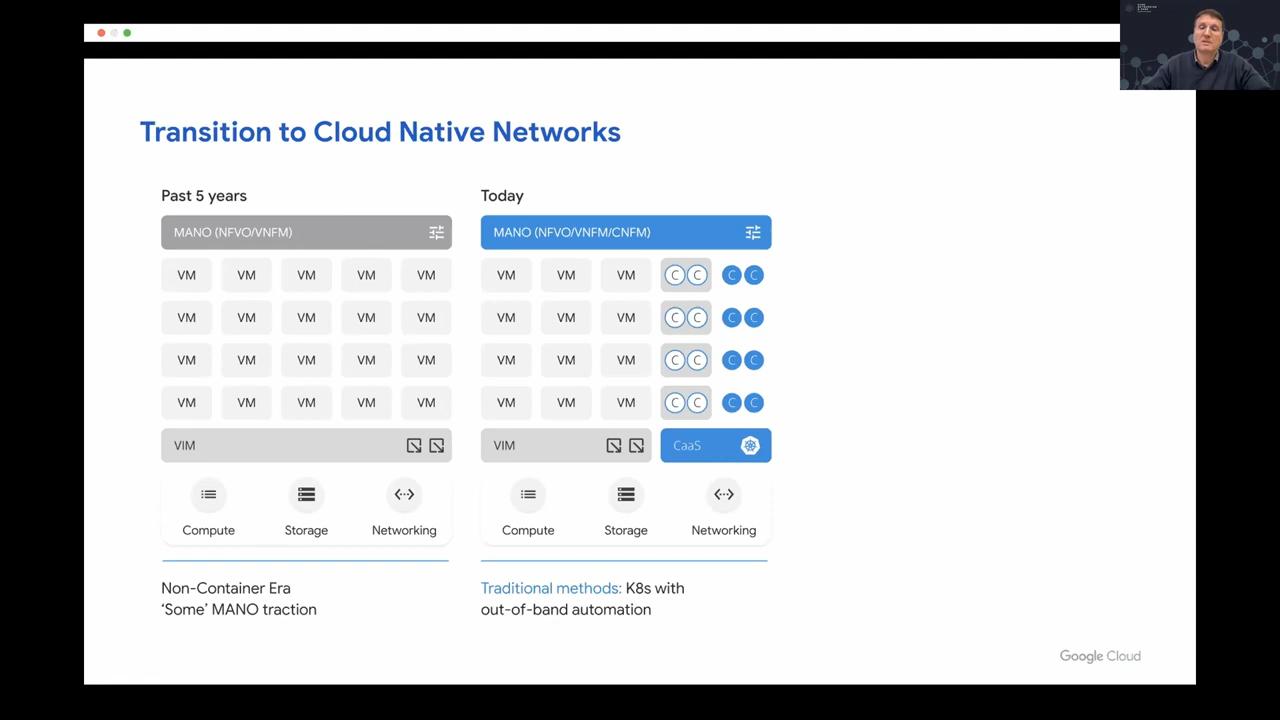 Transition to Cloud Native Networks
Past 5 years
MANO (NFVO/VNFM)
VM VM VM VM VM
VM VM VM VM VM
VM VM VM VM VM
VM VM VM VM VM
VIM
Compute Storage Networking
Non-Container Era
‘Some’ MANO traction
Today
MANO (NFVO/VNFM/CNFM)
VM VM VM C C C C
VM VM VM C C C C
VM VM VM C C C C
VM VM VM C C C C
VIM CaaS
Compute Storage Networking
Traditional methods: K8s with
out-of-band automation
Google Cloud